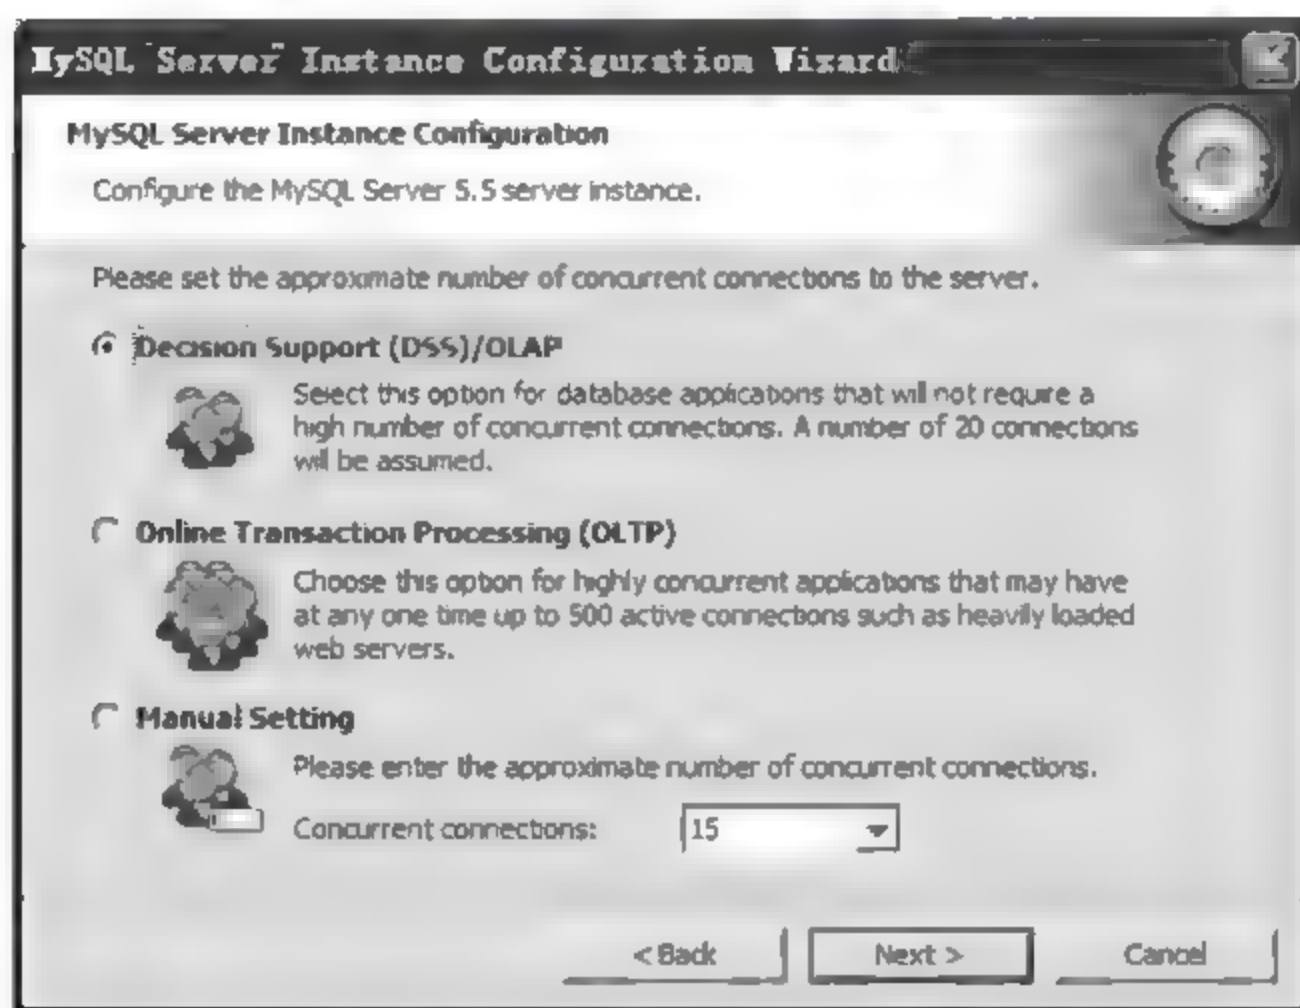 MySQL Server Instance Configuration Wizard
MySQL Server Instance Configuration
Configure the MySQL Server 5.5 server instance.
Please set the approximate number of concurrent connections to the server.
Decision Support (DSS)/OLAP
Select this option for database applications that will not require a
high number of concurrent connections. A number of 20 connections
will be assumed.
Online Transaction Processing (OLTP)
Choose this option for highly concurrent applications that may have
at any one time up to 500 active connections such as heavily loaded
web servers.
Manual Setting
Please enter the approximate number of concurrent connections.
Concurrent connections: 15
< Back Next > Cancel